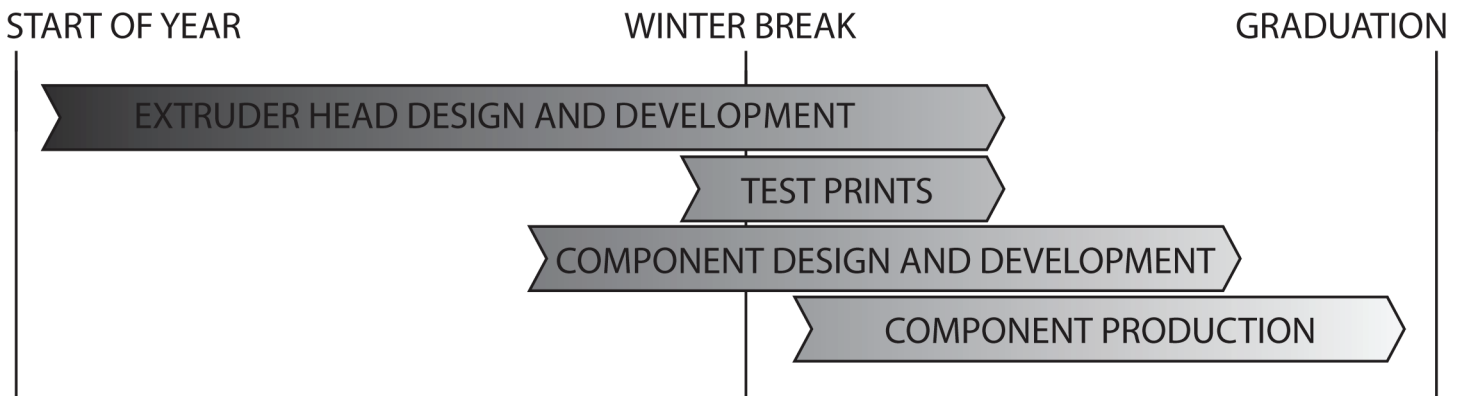 START OF YEAR
WINTER BREAK
GRADUATION
EXTRUDER HEAD DESIGN AND DEVELOPMENT
TEST PRINTS
COMPONENT DESIGN AND DEVELOPMENT
COMPONENT PRODUCTION